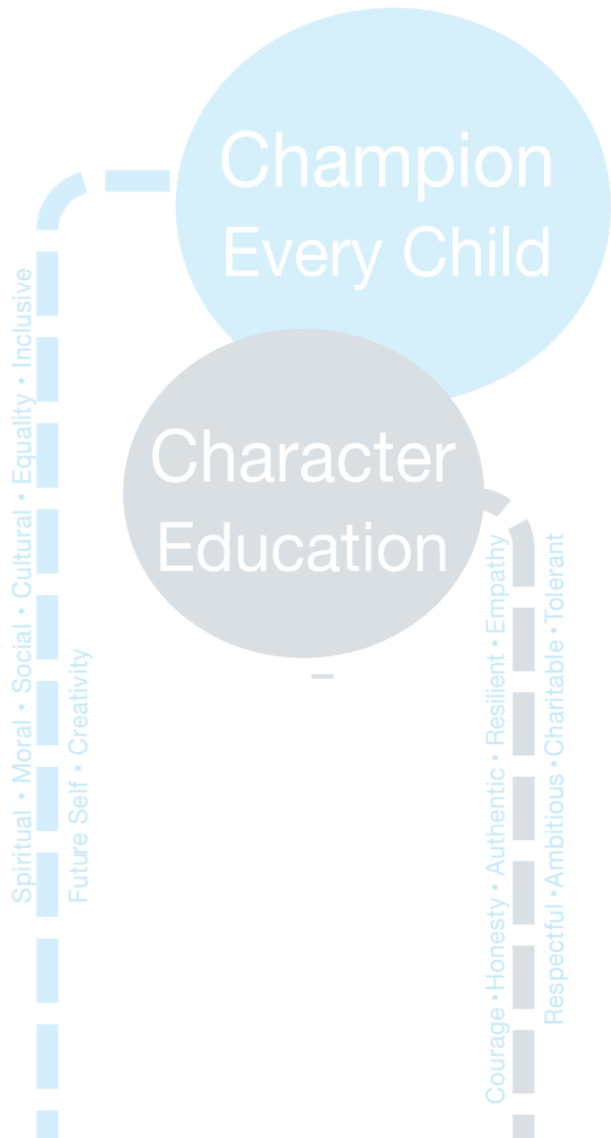 Champion
Every Child
Character
Education
Spiritual • Moral • Social • Cultural • Equality • Inclusive
Future Self • Creativity
Courage •Honesty • Authentic • Resilient • Empathy
Respectful •Ambitious •Charitable •Tolerant